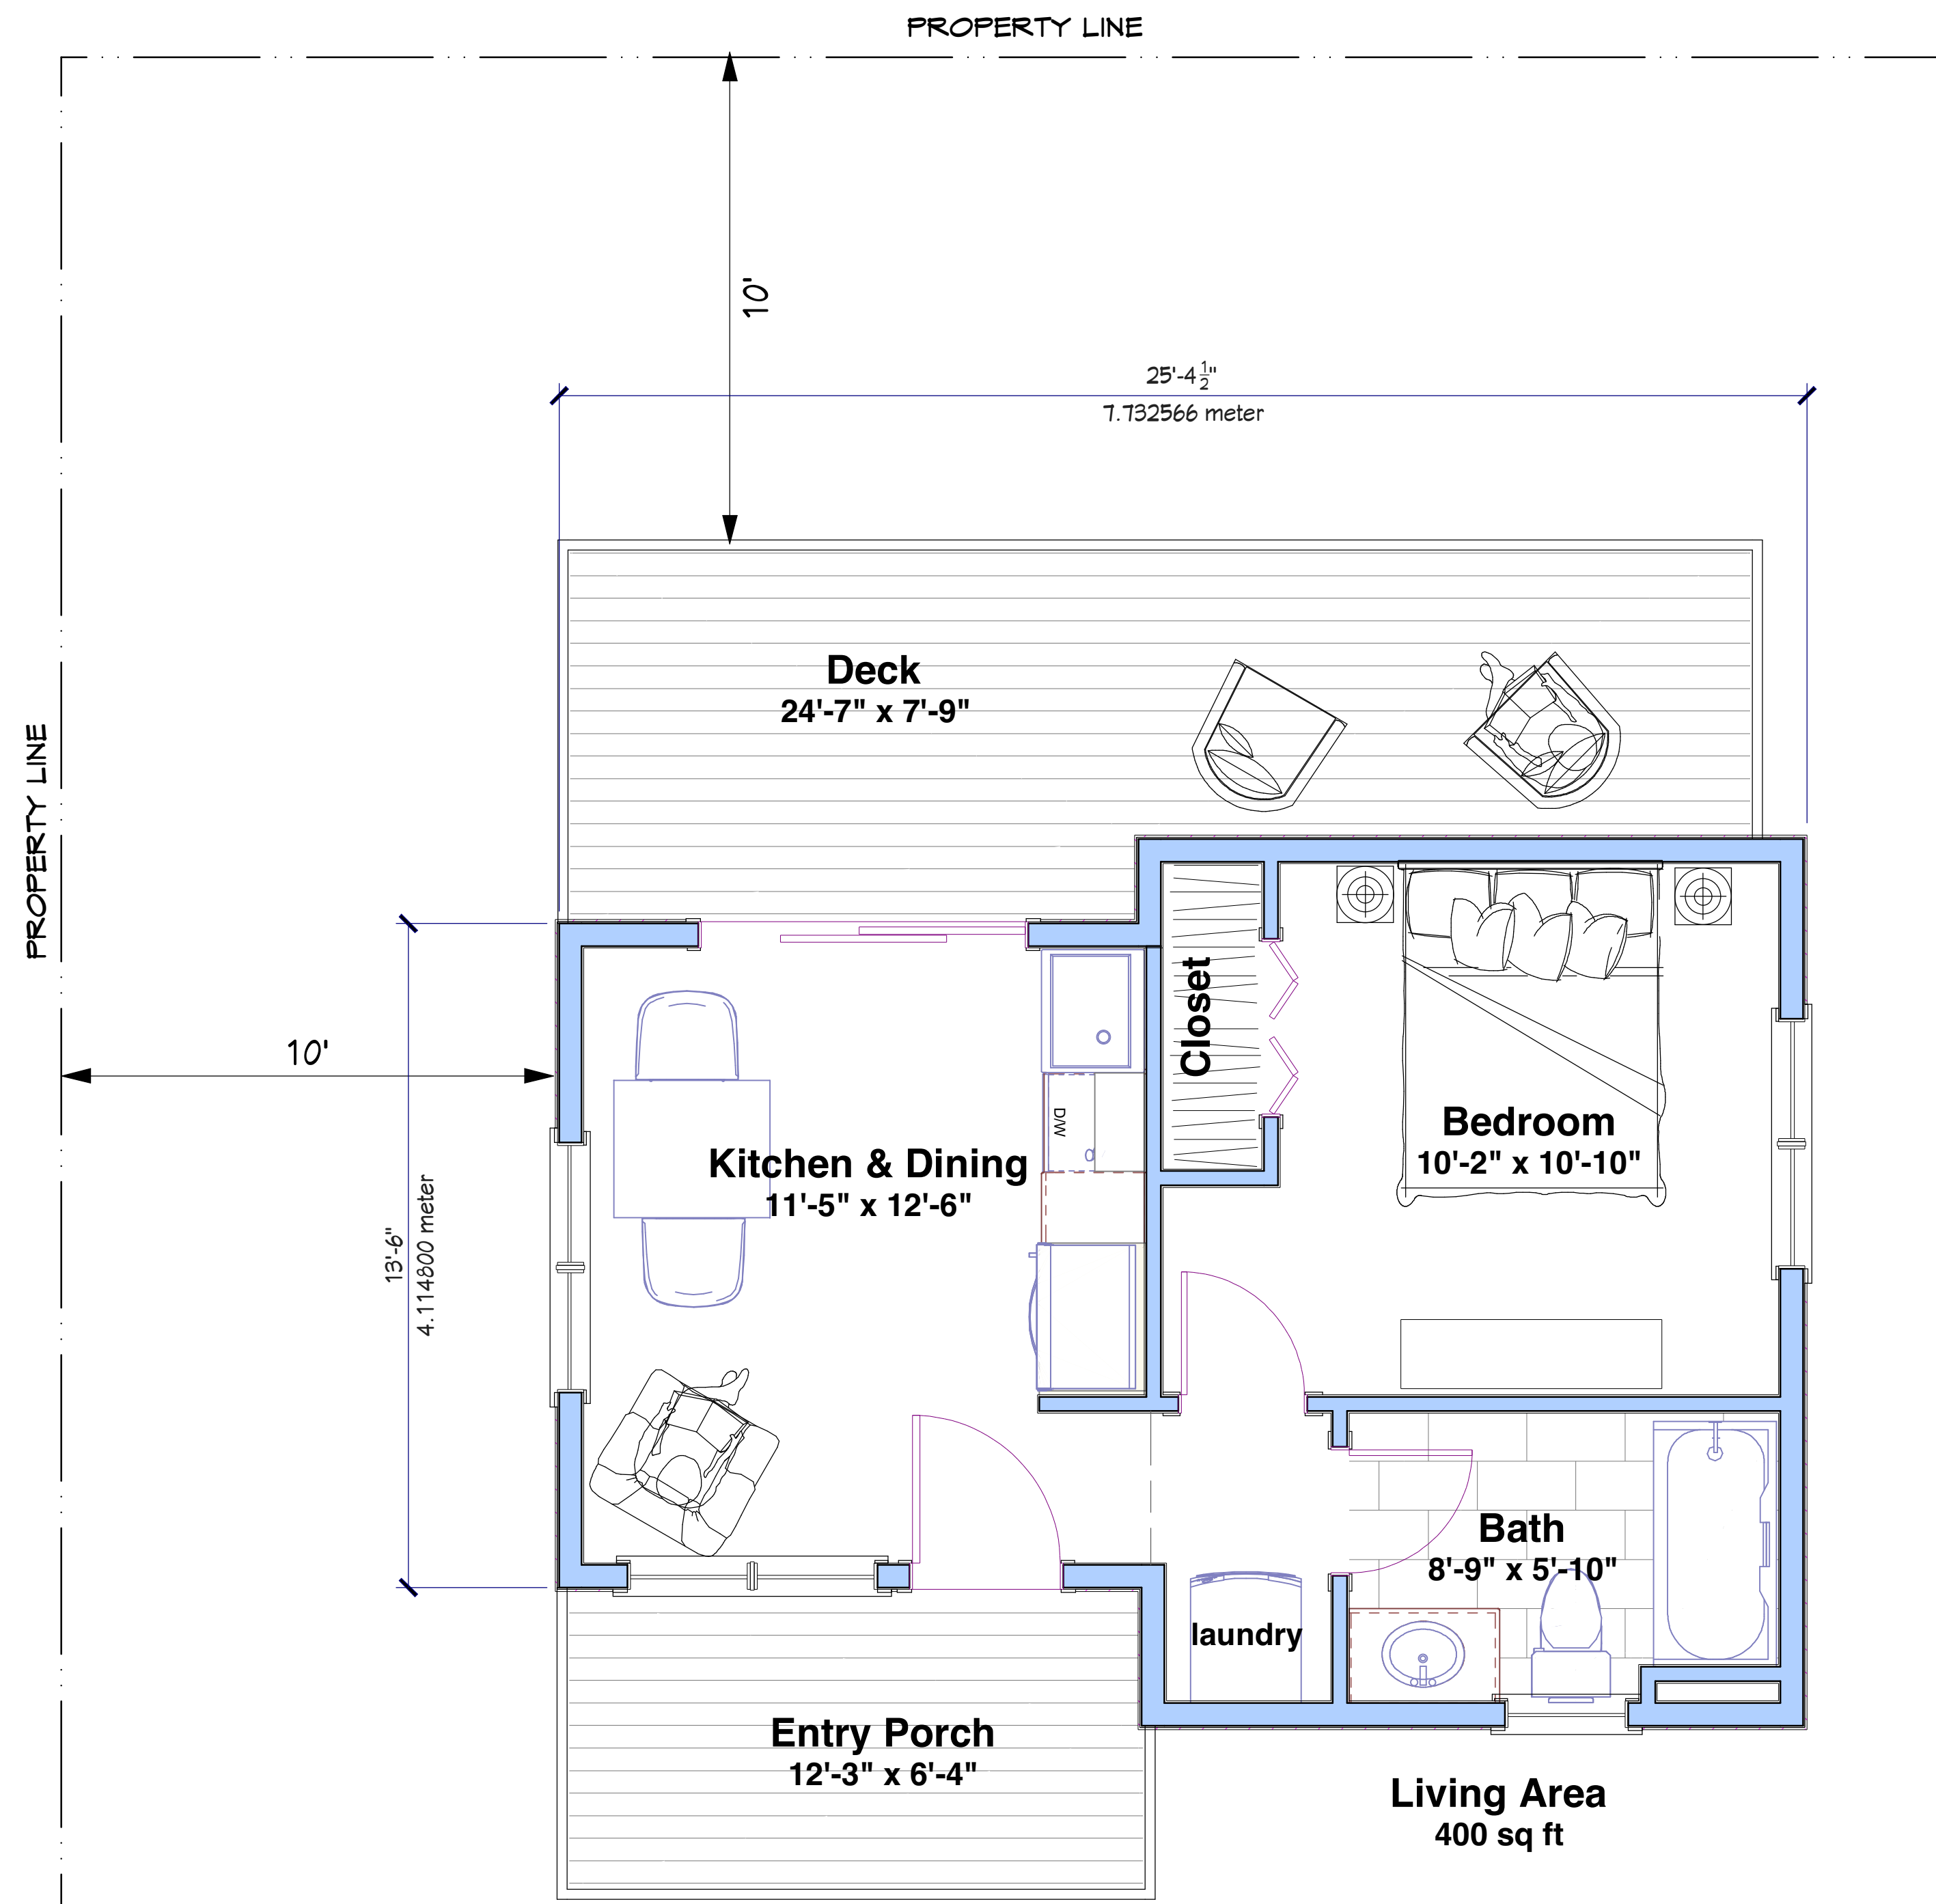 PROPERTY LINE
10'
25'-4 1/2"
7.732566 meter
PROPERTY LINE
Deck
24'-7" x 7'-9"
10'
Closet
D/W
Bedroom
10'-2" x 10'-10"
Kitchen & Dining
11'-5" x 12'-6"
13'-6"
4.114800 meter
Bath
8'-9" x 5'-10"
laundry
Entry Porch
12'-3" x 6'-4"
Living Area
400 sq ft